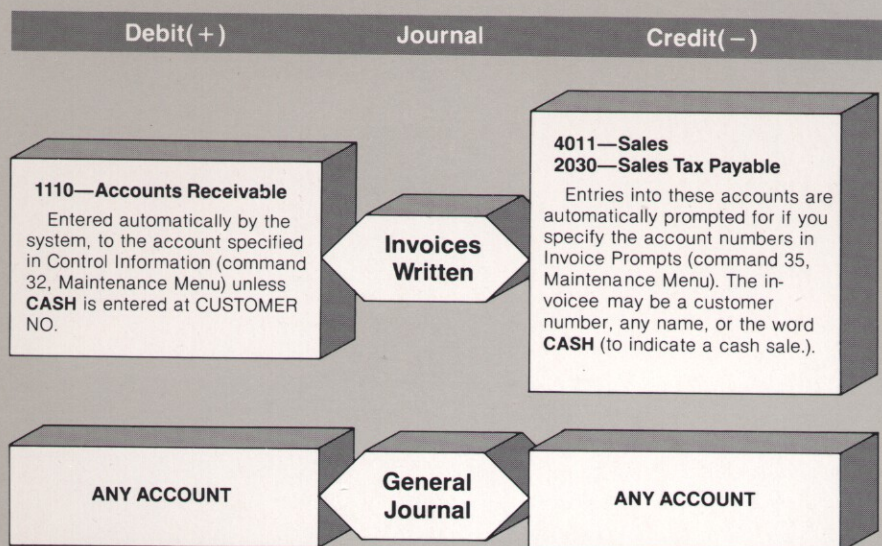 Debit(+) Journal Credit(−)
1110—Accounts Receivable
Entered automatically by the
system, to the account specified
in Control Information (command
32, Maintenance Menu) unless
CASH is entered at CUSTOMER
NO.
Invoices
Written
4011—Sales
2030—Sales Tax Payable
Entries into these accounts are
automatically prompted for if you
specify the account numbers in
Invoice Prompts (command 35,
Maintenance Menu). The in-
voicee may be a customer
number, any name, or the word
CASH (to indicate a cash sale.).
ANY ACCOUNT
General
Journal
ANY ACCOUNT